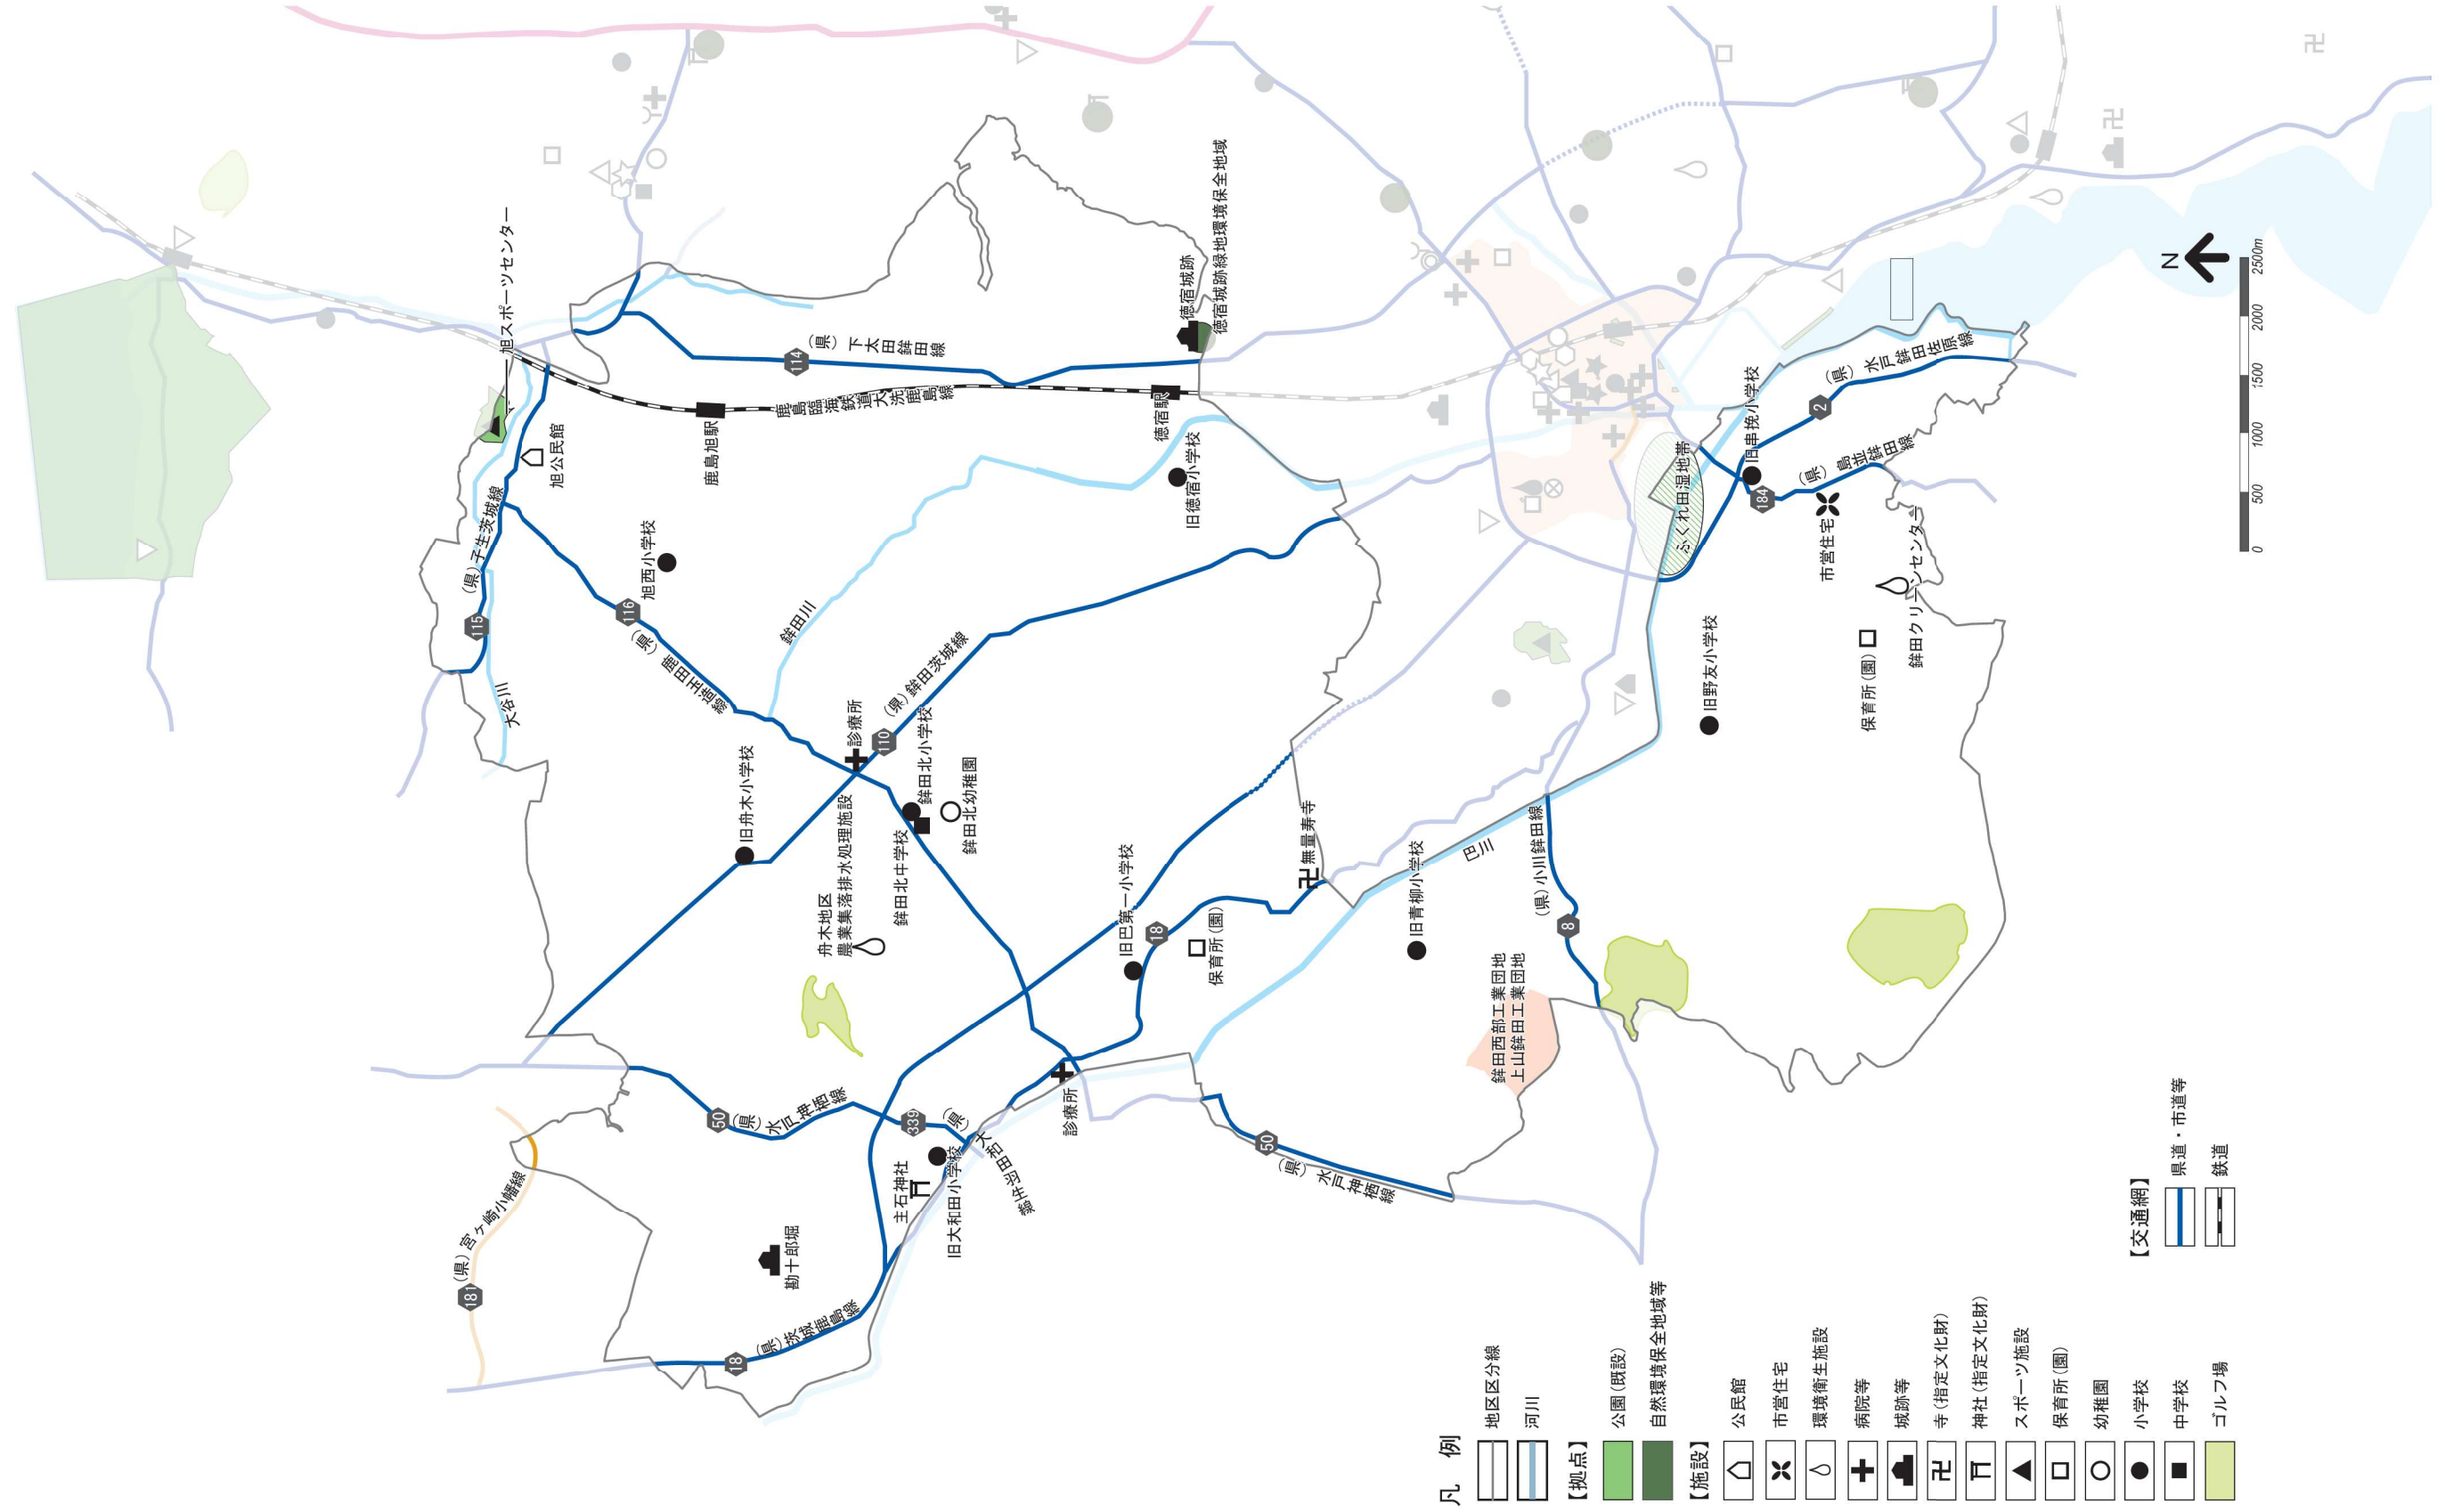 旭スポーツセンター
徳宿城跡
徳宿城跡緑地環境保全地域
(県)下太田鉾田線
114
鹿島臨海鉄道大洗鹿島線
旭公民館
鹿島旭駅
徳宿駅
旧徳宿小学校
(県)子生茨城線
115
旭西小学校
116
(県)鹿田玉造線
大谷川
鉾田川
(県)鉾田茨城線
110
診療所
旧舟木小学校
鉾田北小学校
鉾田北幼稚園
鉾田北中学校
舟木地区
農業集落排水処理施設
旧巴第一小学校
18
保育所(園)
無量寿寺
旧青柳小学校
巴川
(県)小川鉾田線
8
鉾田西部工業団地
上山鉾田工業団地
診療所
50
(県)水戸神栖線
339
(県)大和田羽生線
主石神社
旧大和田小学校
勘十郎堀
18
(県)茨城鹿島線
181
(県)宮ヶ崎小幡線
50
(県)水戸神栖線
ふくれ田湿地帯
旧串挽小学校
(県)水戸鉾田佐原線
2
184
(県)島並鉾田線
市営住宅
鉾田クリーンセンター
保育所(園)
旧野友小学校
N
0
500
1000
1500
2000
2500m
凡 例
地区区分線
河川
【拠点】
公園(既設)
自然環境保全地域等
【施設】
公民館
市営住宅
環境衛生施設
病院等
城跡等
寺(指定文化財)
神社(指定文化財)
スポーツ施設
保育所(園)
幼稚園
小学校
中学校
ゴルフ場
【交通網】
県道・市道等
鉄道